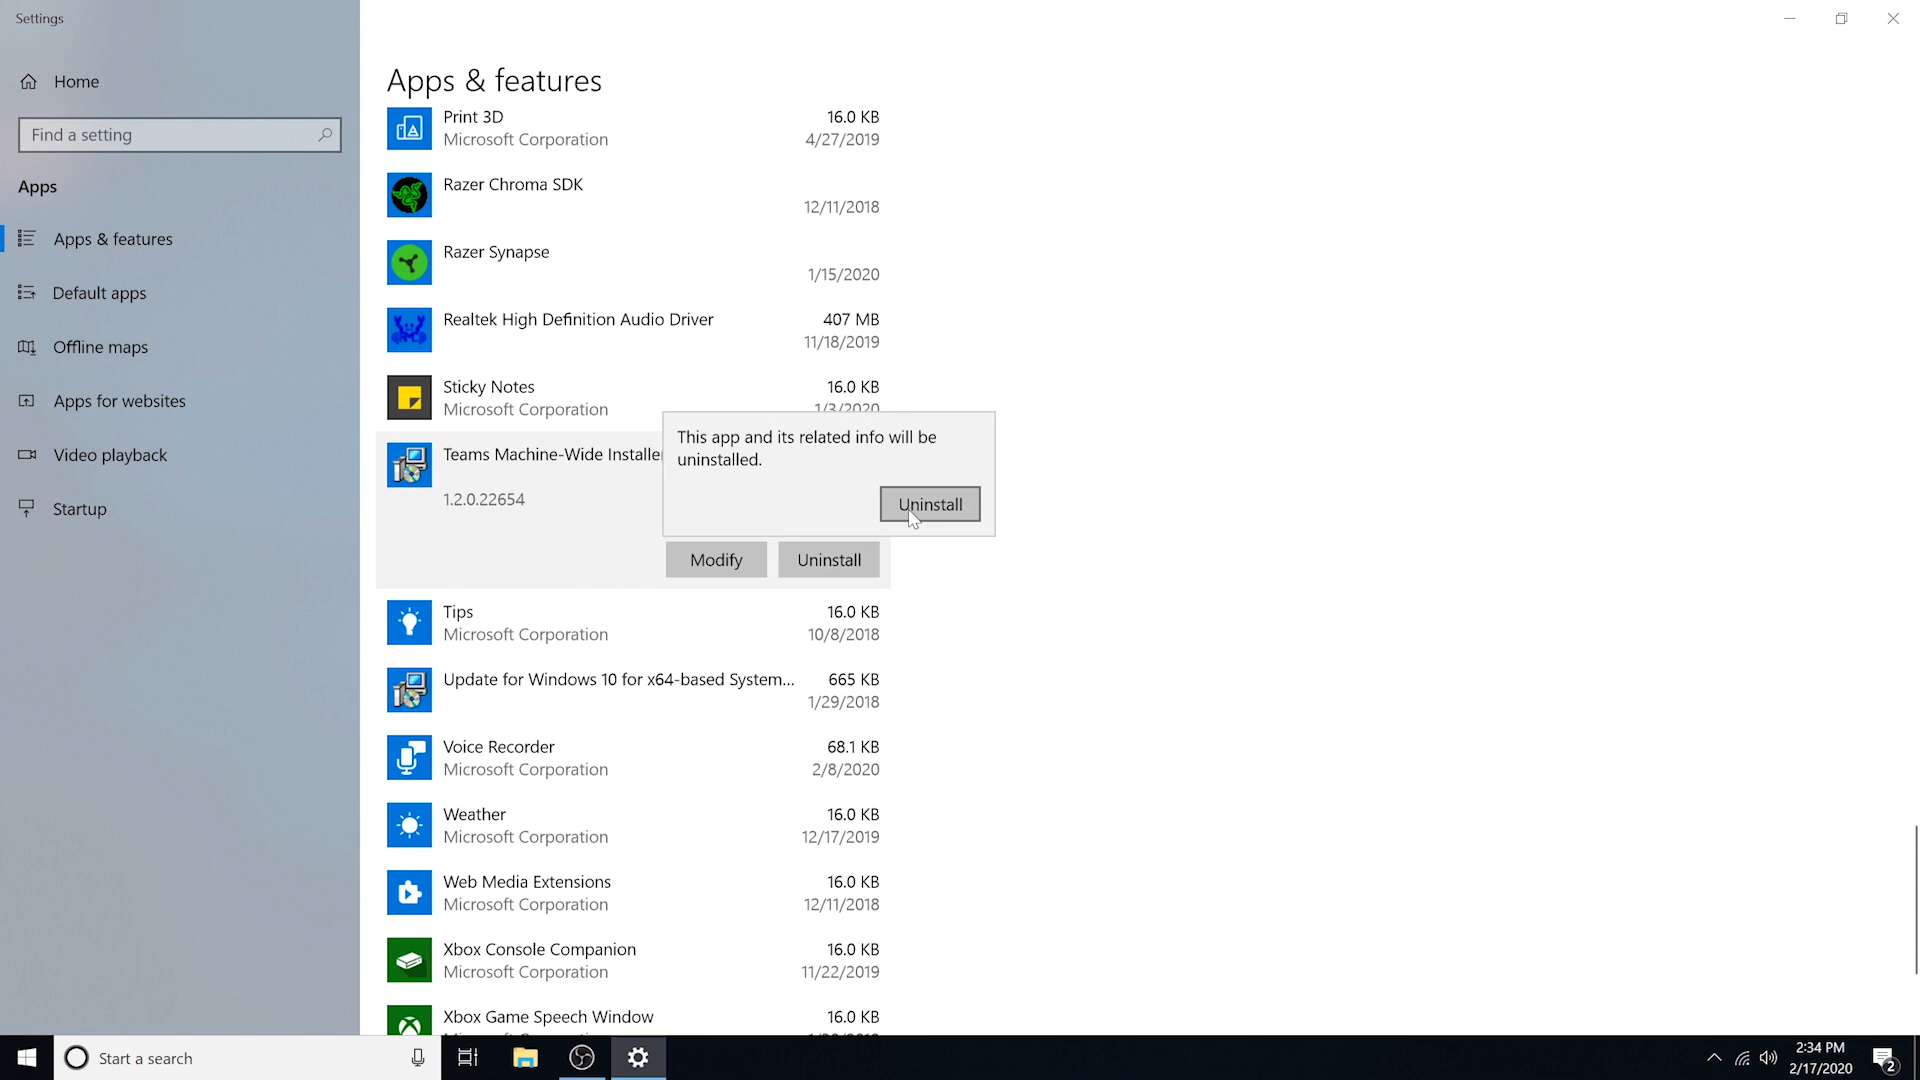 Settings
Home
Find a setting
Apps
Apps & features
Default apps
Offline maps
Apps for websites
Video playback
Startup
Apps & features
Print 3D
16.0 KB
Microsoft Corporation
4/27/2019
Razer Chroma SDK
12/11/2018
Razer Synapse
1/15/2020
Realtek High Definition Audio Driver
407 MB
11/18/2019
Sticky Notes
16.0 KB
Microsoft Corporation
1/3/2020
Teams Machine-Wide Installer
1.2.0.22654
This app and its related info will be
uninstalled.
Uninstall
Modify
Uninstall
Tips
16.0 KB
Microsoft Corporation
10/8/2018
Update for Windows 10 for x64-based System...
665 KB
1/29/2018
Voice Recorder
68.1 KB
Microsoft Corporation
2/8/2020
Weather
16.0 KB
Microsoft Corporation
12/17/2019
Web Media Extensions
16.0 KB
Microsoft Corporation
12/11/2018
Xbox Console Companion
16.0 KB
Microsoft Corporation
11/22/2019
Xbox Game Speech Window
16.0 KB
Start a search
2:34 PM
2/17/2020
2